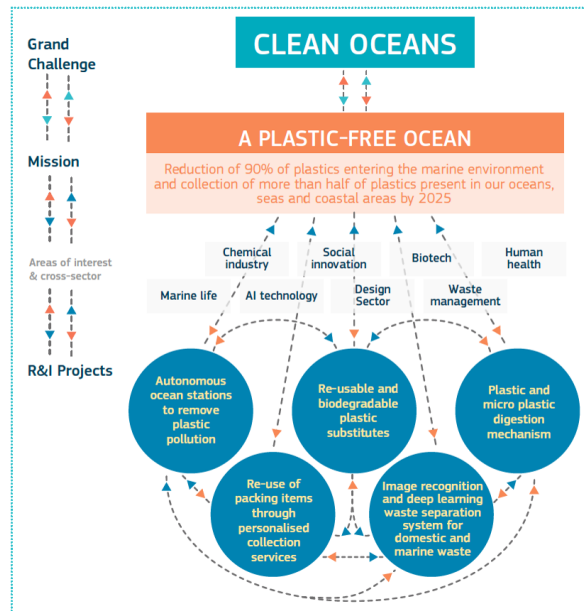 Grand
Challenge
CLEAN OCEANS
Mission
A PLASTIC-FREE OCEAN
Reduction of 90% of plastics entering the marine environment
and collection of more than half of plastics present in our oceans,
seas and coastal areas by 2025
Areas of interest
& cross-sector
Chemical
industry
Social
innovation
Biotech
Human
health
Marine life
AI technology
Design
Sector
Waste
management
R&I Projects
Autonomous
ocean stations
to remove
plastic
pollution
Re-usable and
biodegradable
plastic
substitutes
Plastic and
micro plastic
digestion
mechanism
Re-use of
packing items
through
personalised
collection
services
Image recognition
and deep learning
waste separation
system for
domestic and
marine waste